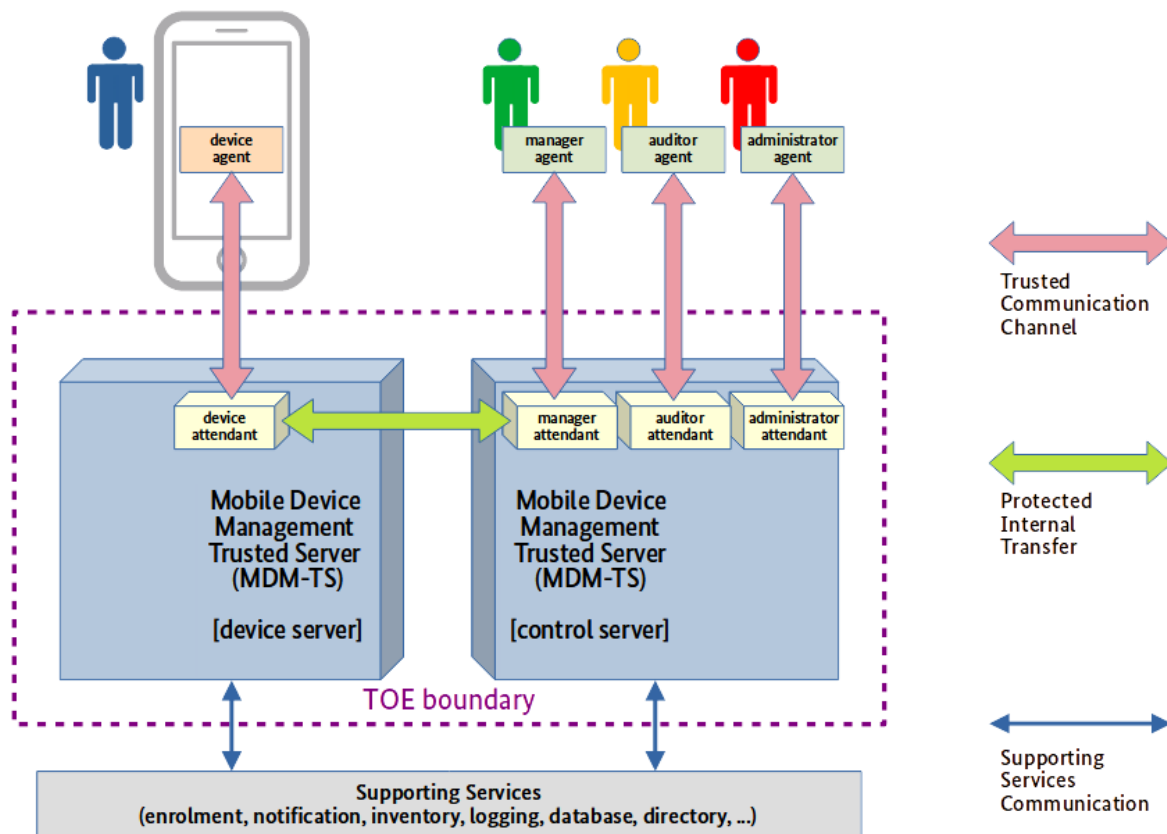 device
agent
manager
agent
auditor
agent
administrator
agent
Trusted
Communication
Channel
device
attendant
manager
attendant
auditor
attendant
administrator
attendant
Mobile Device
Management
Trusted Server
(MDM-TS)
[device server]
Mobile Device
Management
Trusted Server
(MDM-TS)
[control server]
Protected
Internal
Transfer
TOE boundary
Supporting Services
(enrolment, notification, inventory, logging, database, directory, ...)
Supporting
Services
Communication